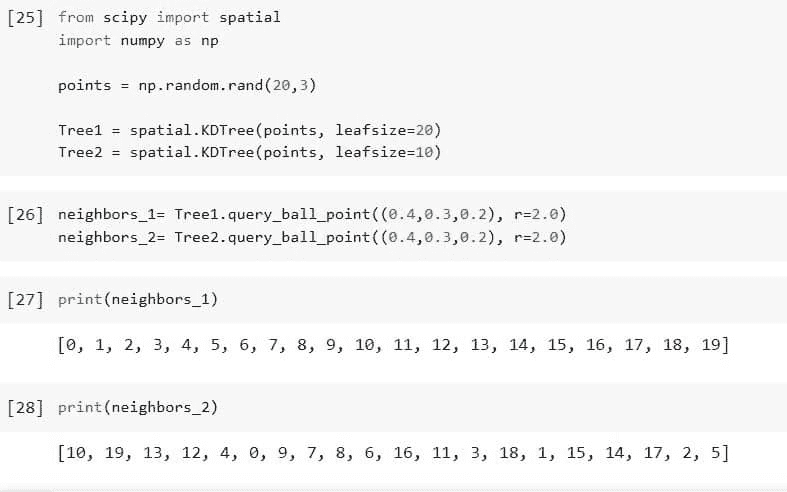 [25] from scipy import spatial
import numpy as np
points = np.random.rand(20,3)
Tree1 = spatial.KDTree(points, leafsize=20)
Tree2 = spatial.KDTree(points, leafsize=10)
[26] neighbors_1= Tree1.query_ball_point((0.4,0.3,0.2), r=2.0)
neighbors_2= Tree2.query_ball_point((0.4,0.3,0.2), r=2.0)
[27] print(neighbors_1)
[0, 1, 2, 3, 4, 5, 6, 7, 8, 9, 10, 11, 12, 13, 14, 15, 16, 17, 18, 19]
[28] print(neighbors_2)
[10, 19, 13, 12, 4, 0, 9, 7, 8, 6, 16, 11, 3, 18, 1, 15, 14, 17, 2, 5]